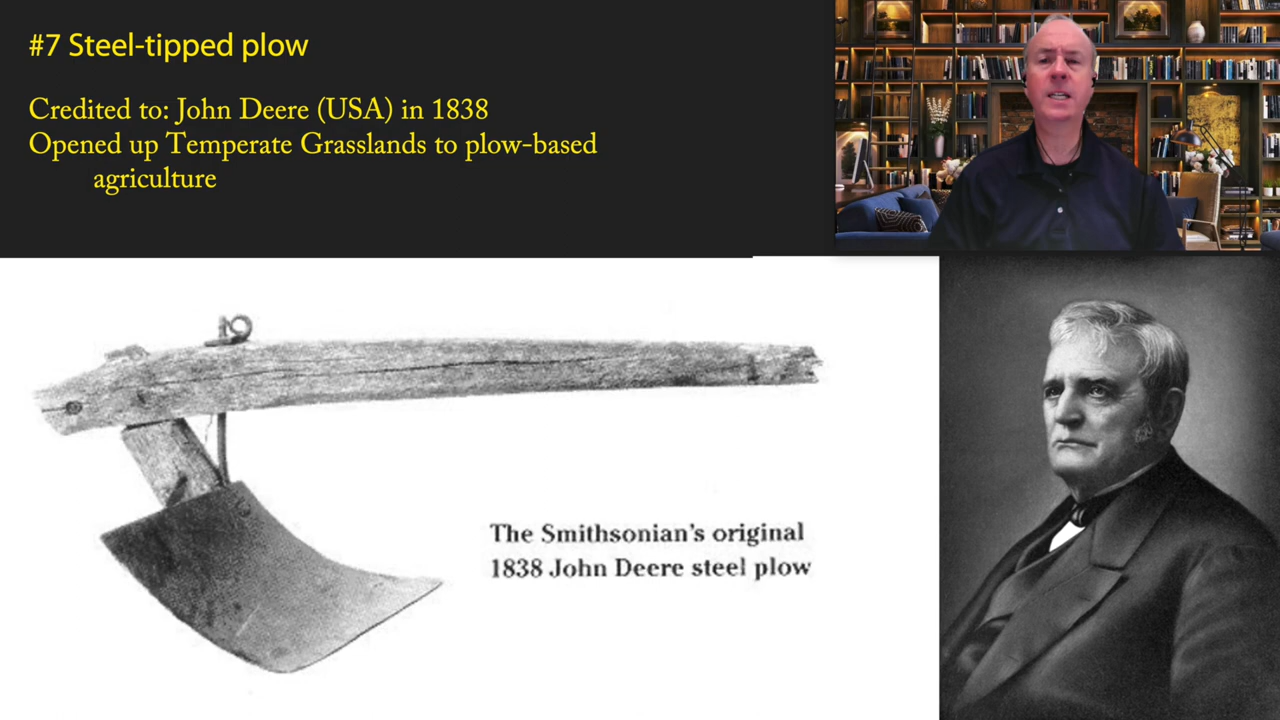 #7 Steel-tipped plow
Credited to: John Deere (USA) in 1838
Opened up Temperate Grasslands to plow-based
agriculture
The Smithsonian's original
1838 John Deere steel plow